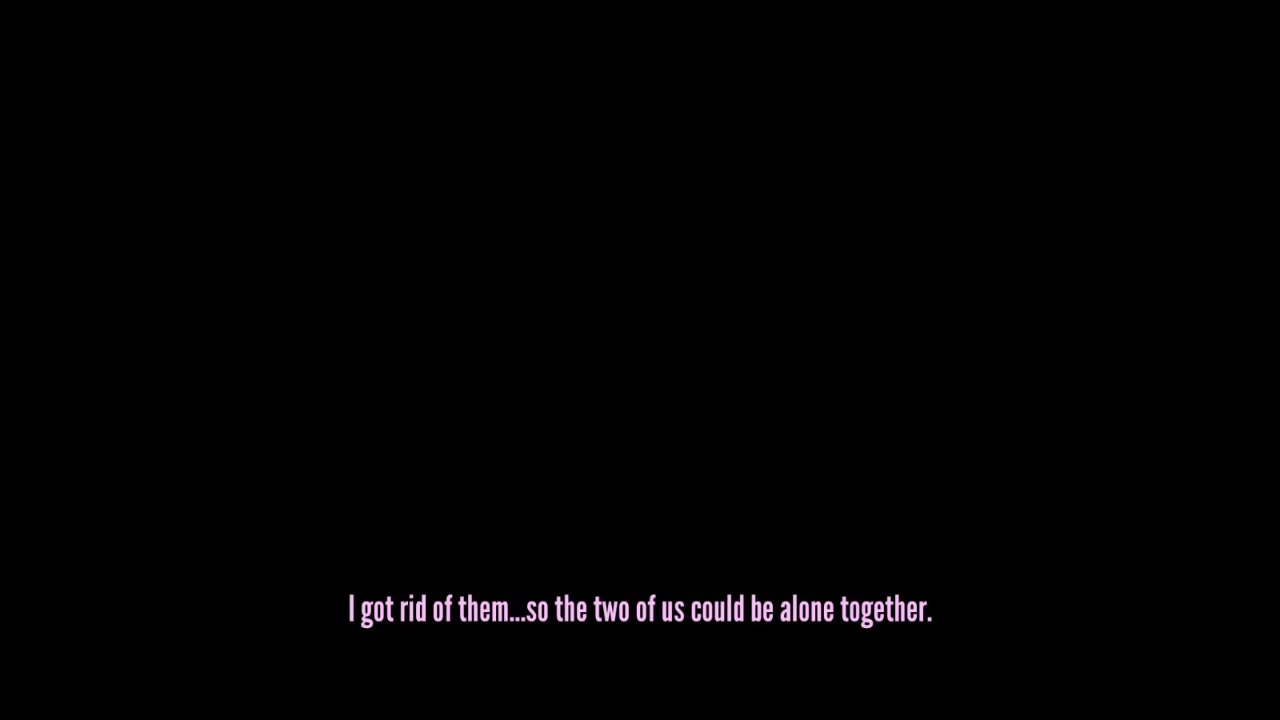 I got rid of them...so the two of us could be alone together.